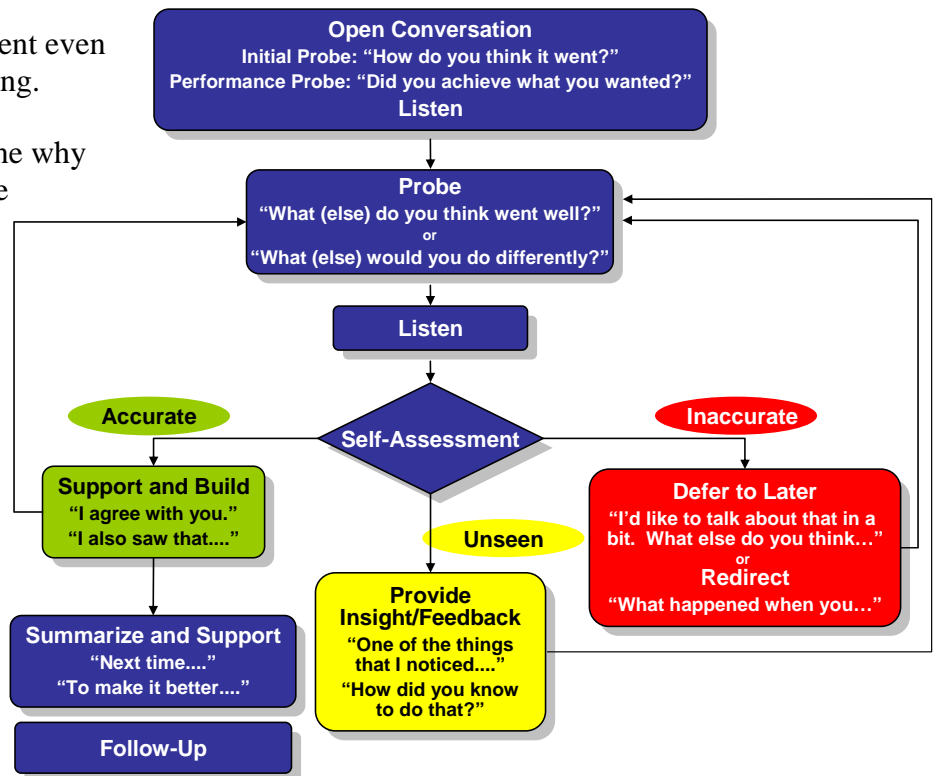 ent even
ng.
ne why
e
Open Conversation
Initial Probe: “How do you think it went?”
Performance Probe: “Did you achieve what you wanted?”
Listen
Probe
“What (else) do you think went well?”
or
“What (else) would you do differently?”
Listen
Self-Assessment
Accurate
Support and Build
“I agree with you.”
“I also saw that....”
Summarize and Support
“Next time....”
“To make it better....”
Follow-Up
Unseen
Provide
Insight/Feedback
“One of the things
that I noticed....”
“How did you know
to do that?”
Inaccurate
Defer to Later
“I’d like to talk about that in a
bit.  What else do you think…”
or
Redirect
“What happened when you…”